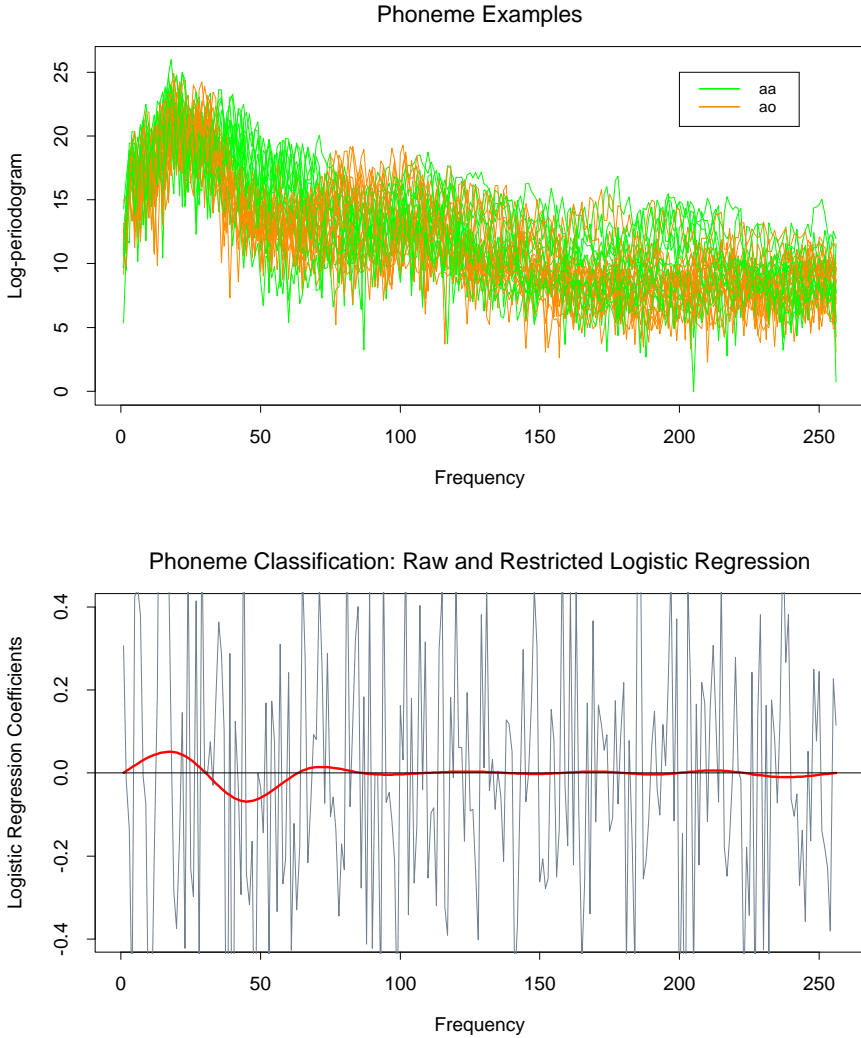 Phoneme Examples
Log-periodogram
25
20
15
10
5
0
aa
ao
0 50 100 150 200 250
Frequency
Phoneme Classification: Raw and Restricted Logistic Regression
Logistic Regression Coefficients
0.4
0.2
0.0
-0.2
-0.4
0 50 100 150 200 250
Frequency